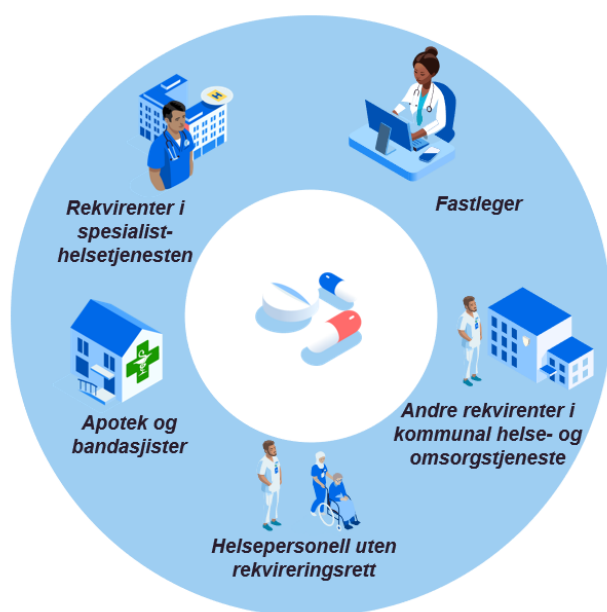 Rekvirenter i
spesialist-
helsetjenesten
Fastleger
Apotek og
bandasjister
Andre rekvirenter i
kommunal helse- og
omsorgstjeneste
Helsepersonell uten
rekvireringsrett